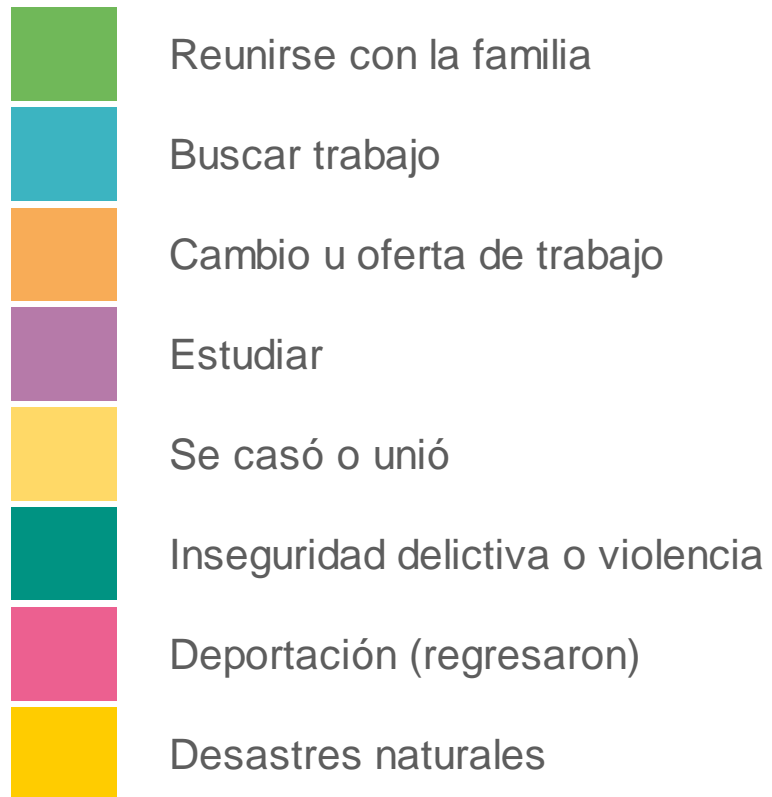 Reunirse con la familia
Buscar trabajo
Cambio u oferta de trabajo
Estudiar
Se casó o unió
Inseguridad delictiva o violencia
Deportación (regresaron)
Desastres naturales